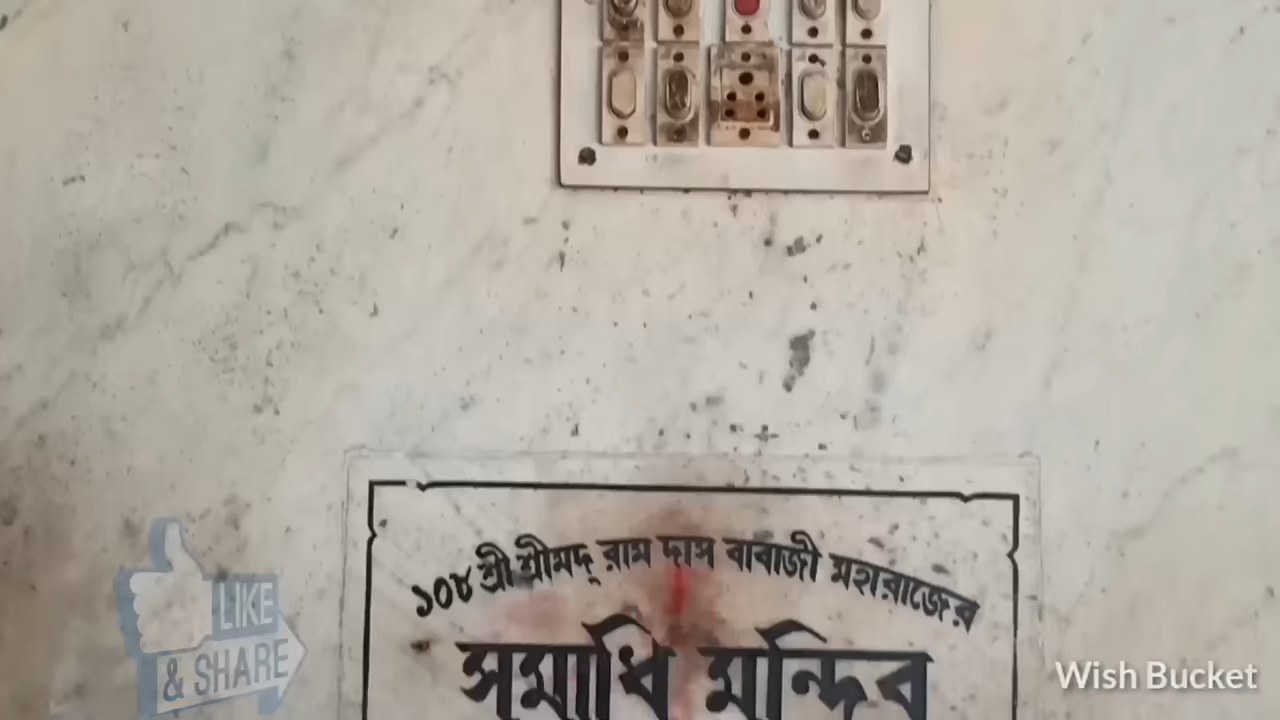 ১০৮ শ্রী শ্রীমদ্ রাম দাস বাবাজী মহারাজের
সমাধি মন্দির
LIKE
& SHARE
Wish Bucket